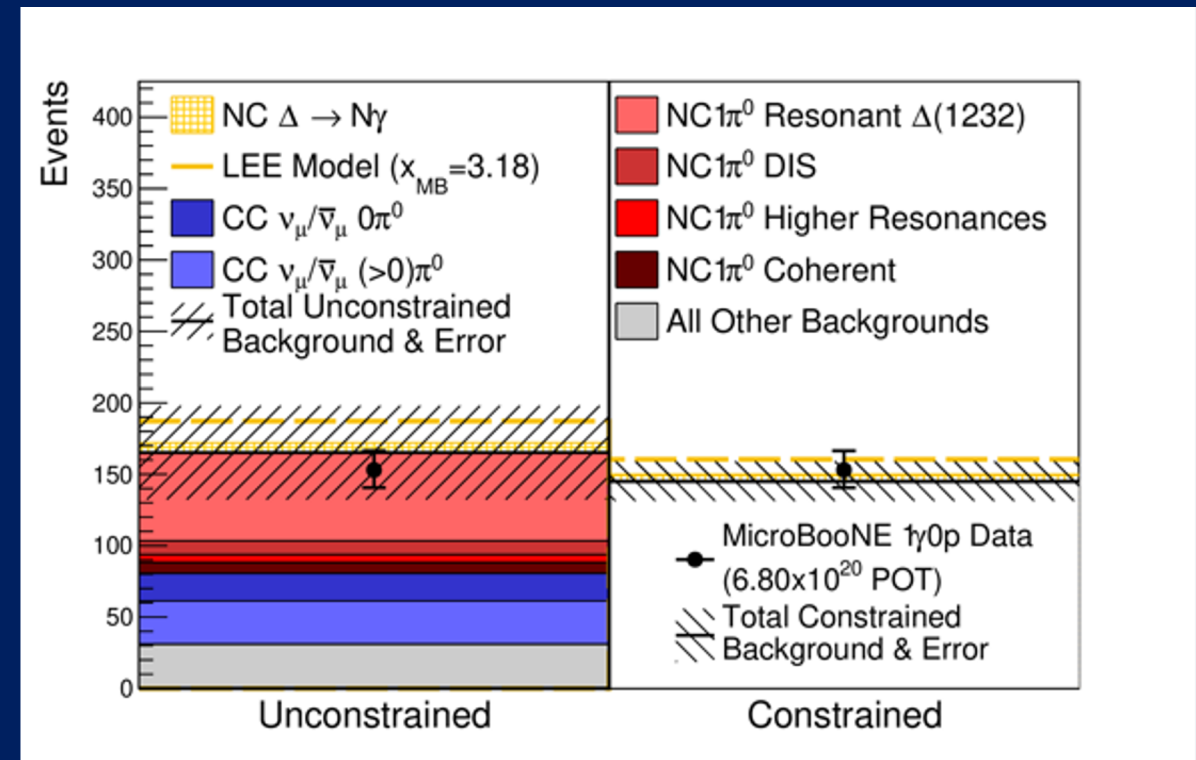 Events
400
350
300
250
200
150
100
50
0
NC Δ → Nγ
LEE Model (x_MB=3.18)
CC ν_μ/ν̅_μ 0π⁰
CC ν_μ/ν̅_μ (>0)π⁰
Total Unconstrained
Background & Error
NC1π⁰ Resonant Δ(1232)
NC1π⁰ DIS
NC1π⁰ Higher Resonances
NC1π⁰ Coherent
All Other Backgrounds
MicroBooNE 1γ0p Data
(6.80x10²⁰ POT)
Total Constrained
Background & Error
Unconstrained
Constrained